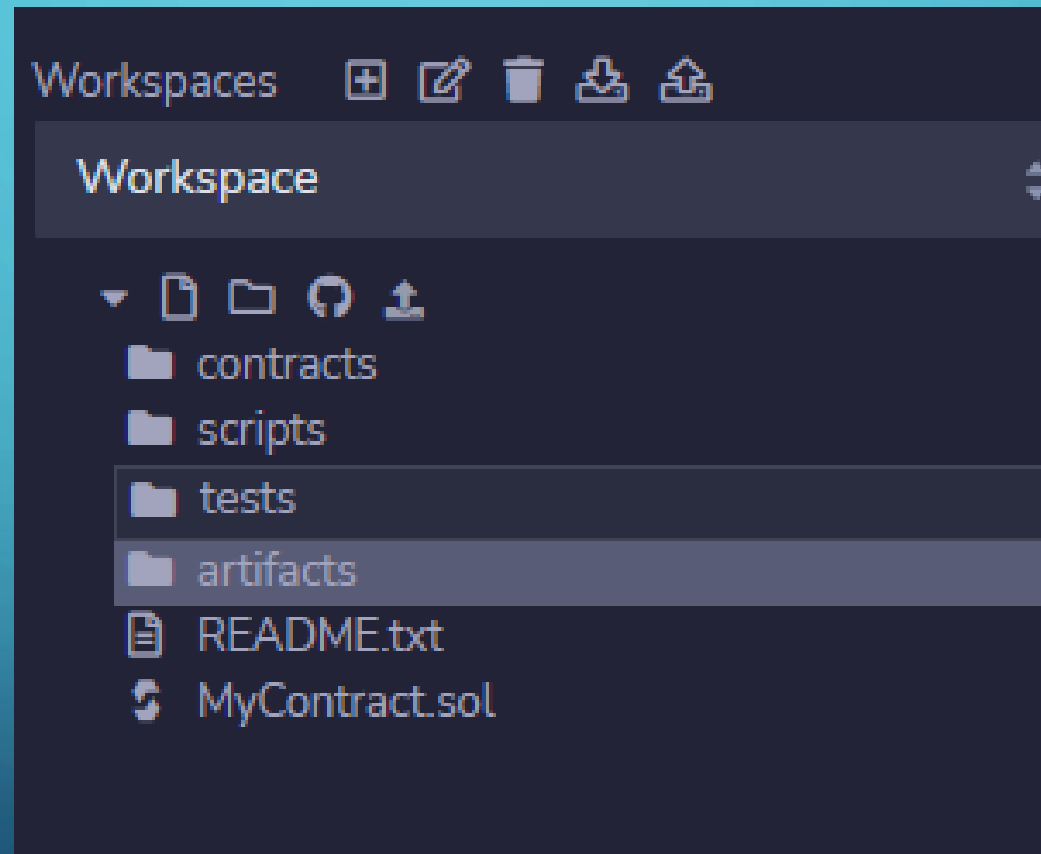 Workspaces
Workspace
contracts
scripts
tests
artifacts
README.txt
MyContract.sol